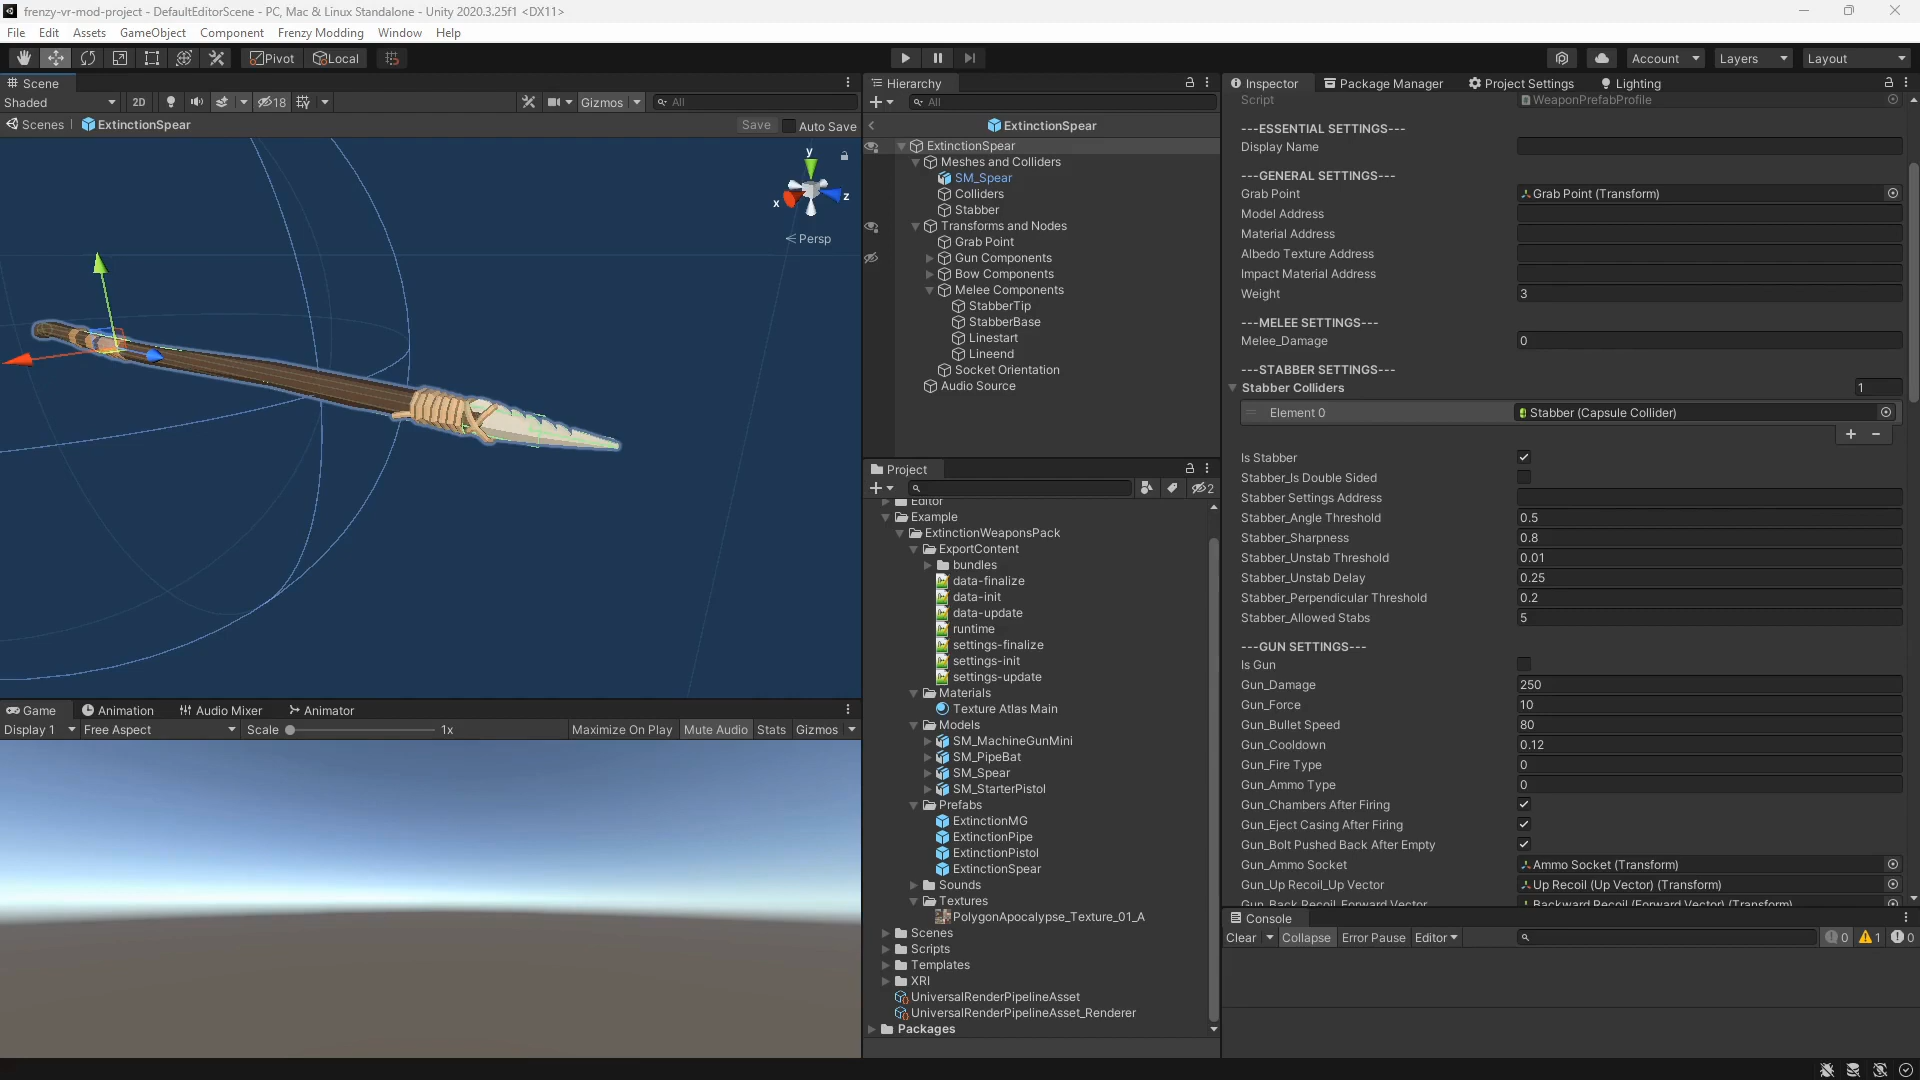 frenzy-vr-mod-project - DefaultEditorScene - PC, Mac & Linux Standalone - Unity 2020.3.25f1 <DX11>
File Edit Assets GameObject Component Frenzy Modding Window Help
Pivot Local Account Layers Layout
Scene
Shaded 2D 18 Gizmos All
Scenes ExtinctionSpear Save Auto Save
y
x z
Persp
Game Animation Audio Mixer Animator
Display 1 Free Aspect Scale 1x Maximize On Play Mute Audio Stats Gizmos
Hierarchy
All
ExtinctionSpear
ExtinctionSpear
Meshes and Colliders
SM_Spear
Colliders
Stabber
Transforms and Nodes
Grab Point
Gun Components
Bow Components
Melee Components
StabberTip
StabberBase
Linestart
Lineend
Socket Orientation
Audio Source
Project
2
Editor
Example
ExtinctionWeaponsPack
ExportContent
bundles
data-finalize
data-init
data-update
runtime
settings-finalize
settings-init
settings-update
Materials
Texture Atlas Main
Models
SM_MachineGunMini
SM_PipeBat
SM_Spear
SM_StarterPistol
Prefabs
ExtinctionMG
ExtinctionPipe
ExtinctionPistol
ExtinctionSpear
Sounds
Textures
PolygonApocalypse_Texture_01_A
Scenes
Scripts
Templates
XRI
UniversalRenderPipelineAsset
UniversalRenderPipelineAsset_Renderer
Packages
Inspector Package Manager Project Settings Lighting
Script WeaponPrefabProfile
---ESSENTIAL SETTINGS---
Display Name
---GENERAL SETTINGS---
Grab Point Grab Point (Transform)
Model Address
Material Address
Albedo Texture Address
Impact Material Address
Weight 3
---MELEE SETTINGS---
Melee_Damage 0
---STABBER SETTINGS---
Stabber Colliders 1
Element 0 Stabber (Capsule Collider)
Is Stabber
Stabber_Is Double Sided
Stabber Settings Address
Stabber_Angle Threshold 0.5
Stabber_Sharpness 0.8
Stabber_Unstab Threshold 0.01
Stabber_Unstab Delay 0.25
Stabber_Perpendicular Threshold 0.2
Stabber_Allowed Stabs 5
---GUN SETTINGS---
Is Gun
Gun_Damage 250
Gun_Force 10
Gun_Bullet Speed 80
Gun_Cooldown 0.12
Gun_Fire Type 0
Gun_Ammo Type 0
Gun_Chambers After Firing
Gun_Eject Casing After Firing
Gun_Bolt Pushed Back After Empty
Gun_Ammo Socket Ammo Socket (Transform)
Gun_Up Recoil_Up Vector Up Recoil (Up Vector) (Transform)
Gun_Back Recoil_Forward Vector Backward Recoil (Forward Vector) (Transform)
Console
Clear Collapse Error Pause Editor 0 1 0